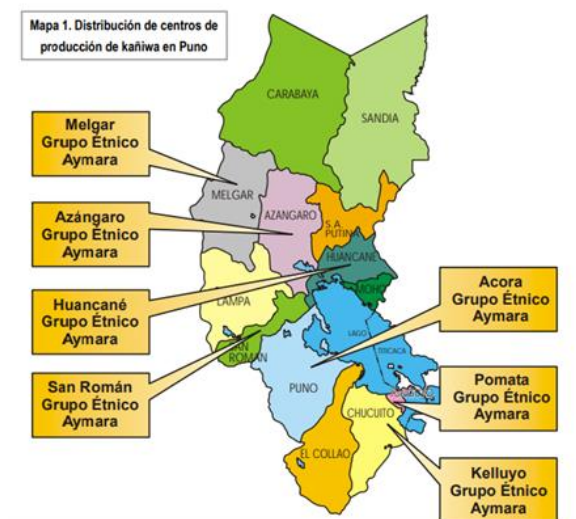 Mapa 1. Distribución de centros de
producción de kañiwa en Puno
CARABAYA
SANDIA
Melgar
Grupo Étnico
Aymara
MELGAR
AZANGARO
S.A.
PUTINA
Azángaro
Grupo Étnico
Aymara
HUANCANE
MOHO
Huancané
Grupo Étnico
Aymara
LAMPA
Acora
Grupo Étnico
Aymara
LAGO
TITICACA
SAN
ROMAN
San Román
Grupo Étnico
Aymara
PUNO
Pomata
Grupo Étnico
Aymara
CHUCUITO
EL COLLAO
Kelluyo
Grupo Étnico
Aymara